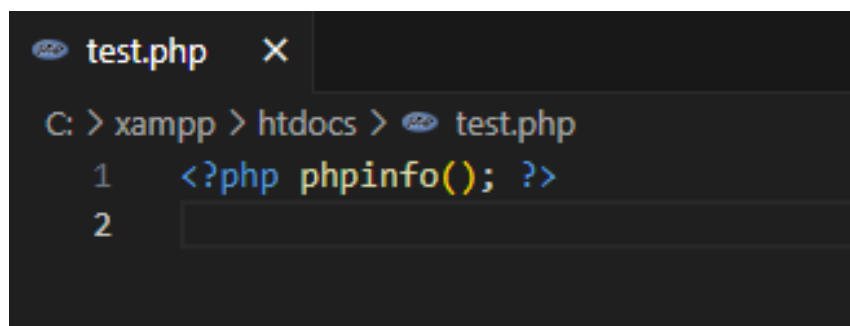 test.php ×
C: > xampp > htdocs > test.php
1 <?php phpinfo(); ?>
2